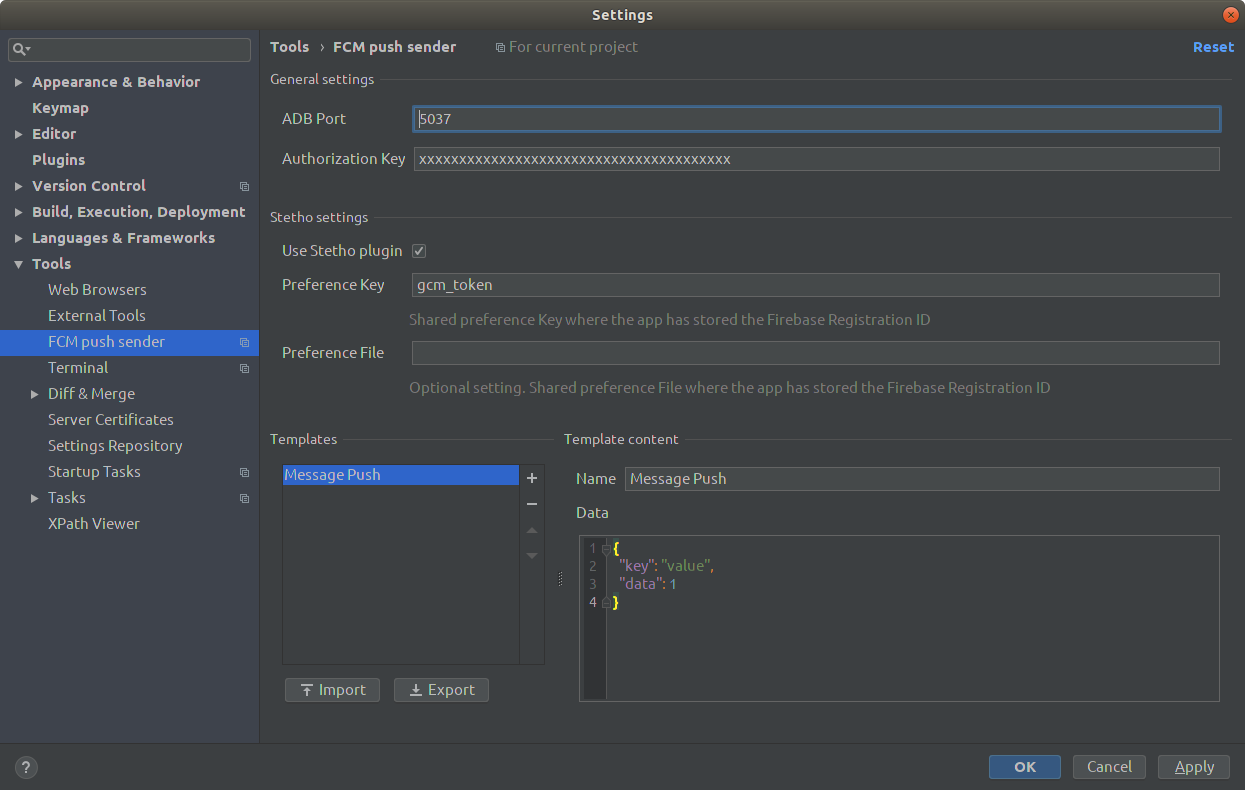 Settings
Appearance & Behavior
Keymap
Editor
Plugins
Version Control
Build, Execution, Deployment
Languages & Frameworks
Tools
Web Browsers
External Tools
FCM push sender
Terminal
Diff & Merge
Server Certificates
Settings Repository
Startup Tasks
Tasks
XPath Viewer
Tools › FCM push sender For current project Reset
General settings
ADB Port 5037
Authorization Key xxxxxxxxxxxxxxxxxxxxxxxxxxxxxxxxxxxxxxx
Stetho settings
Use Stetho plugin
Preference Key gcm_token
Shared preference Key where the app has stored the Firebase Registration ID
Preference File
Optional setting. Shared preference File where the app has stored the Firebase Registration ID
Templates
Message Push
Import Export
Template content
Name Message Push
Data
1 {
2 "key": "value",
3 "data": 1
4 }
? OK Cancel Apply